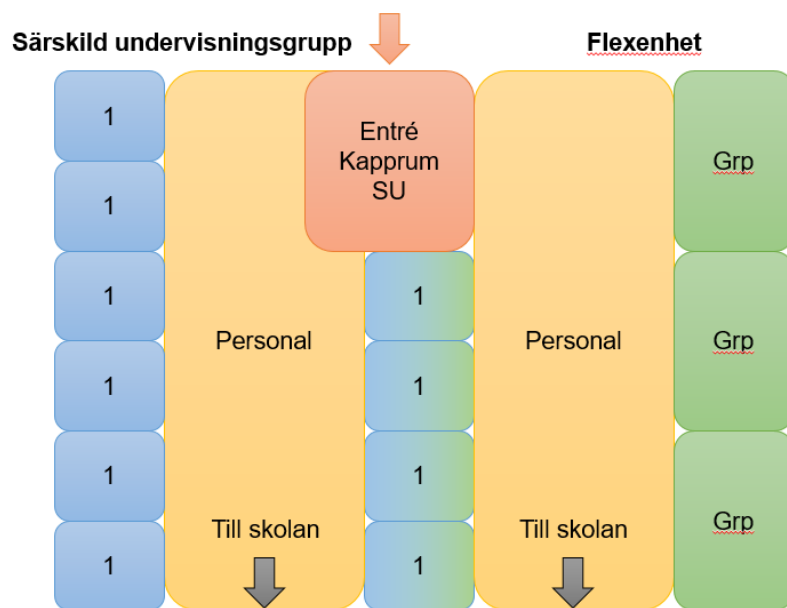 Särskild undervisningsgrupp
Flexenhet
1
1
1
1
1
1
Personal
Till skolan
Entré
Kapprum
SU
1
1
1
1
Personal
Till skolan
Grp
Grp
Grp